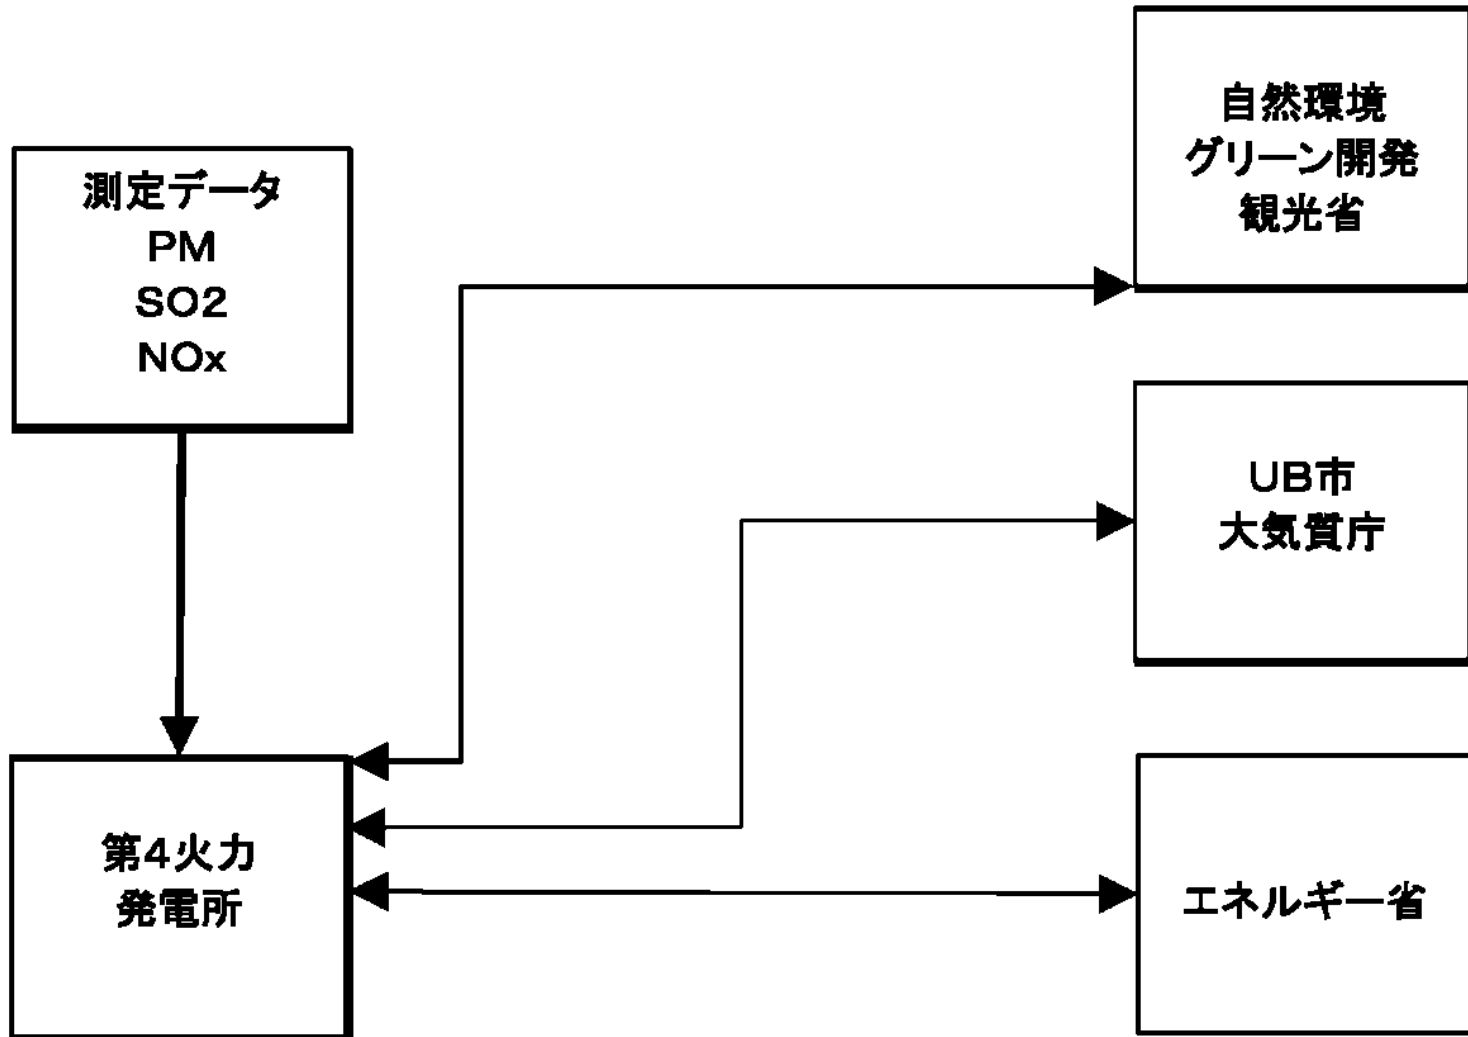 測定データ
PM
SO2
NOx
第4火力
発電所
自然環境
グリーン開発
観光省
UB市
大気質庁
エネルギー省